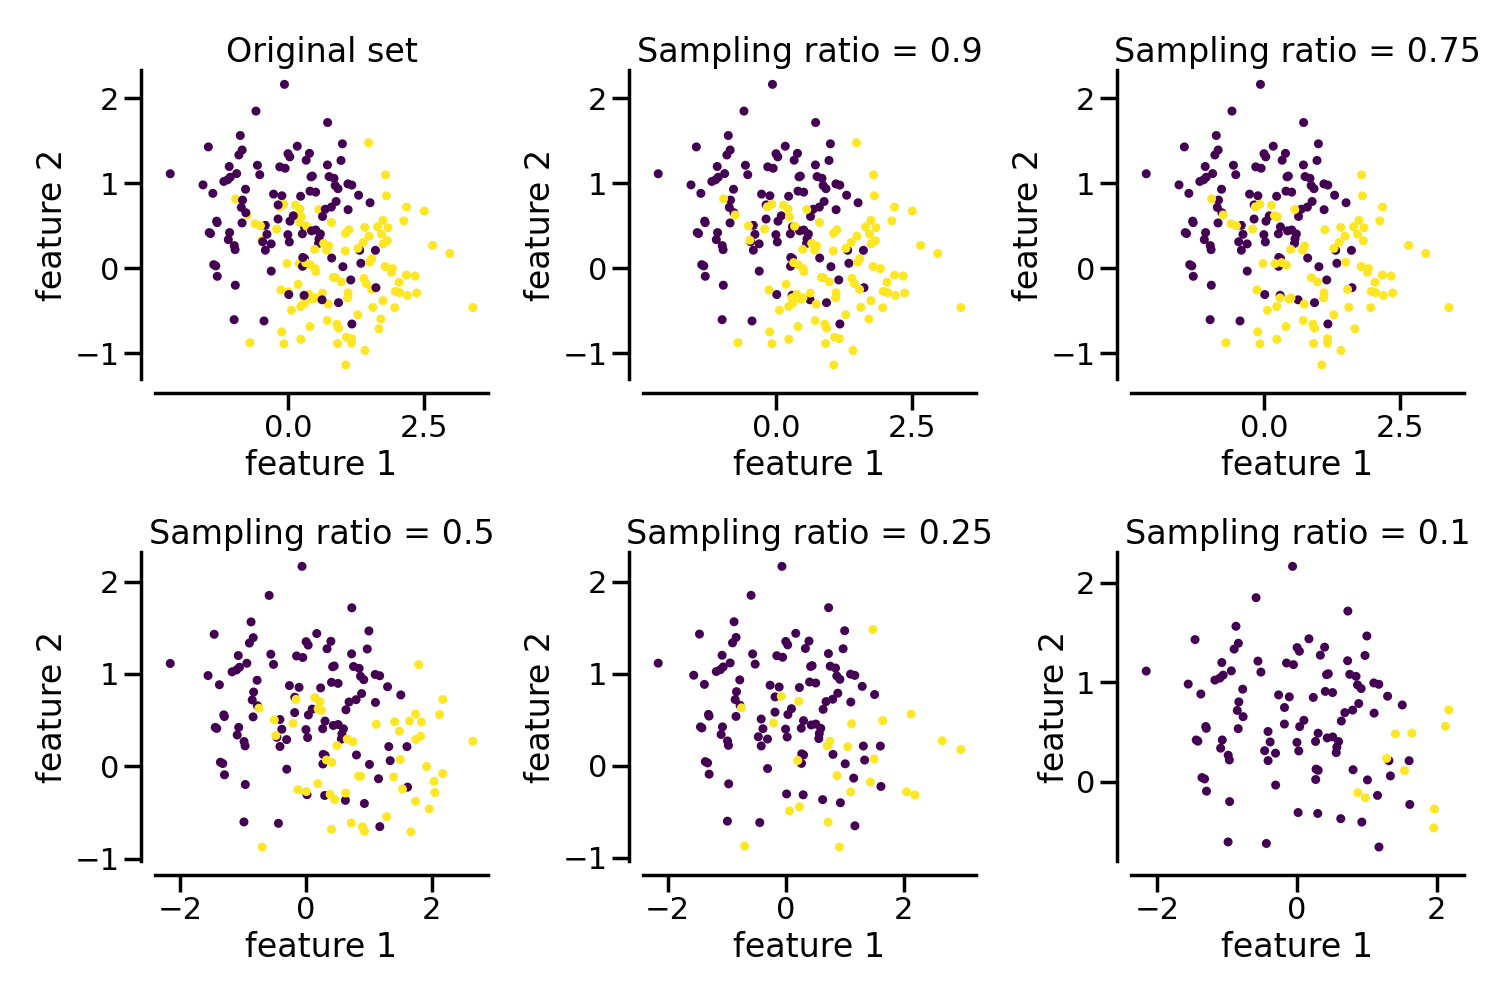 Original set
Sampling ratio = 0.9
Sampling ratio = 0.75
2
1
0
−1
feature 2
0.0
2.5
feature 1
2
1
0
−1
feature 2
0.0
2.5
feature 1
2
1
0
−1
feature 2
0.0
2.5
feature 1
Sampling ratio = 0.5
Sampling ratio = 0.25
Sampling ratio = 0.1
2
1
0
−1
feature 2
−2
0
2
feature 1
2
1
0
−1
feature 2
−2
0
2
feature 1
2
1
0
feature 2
−2
0
2
feature 1